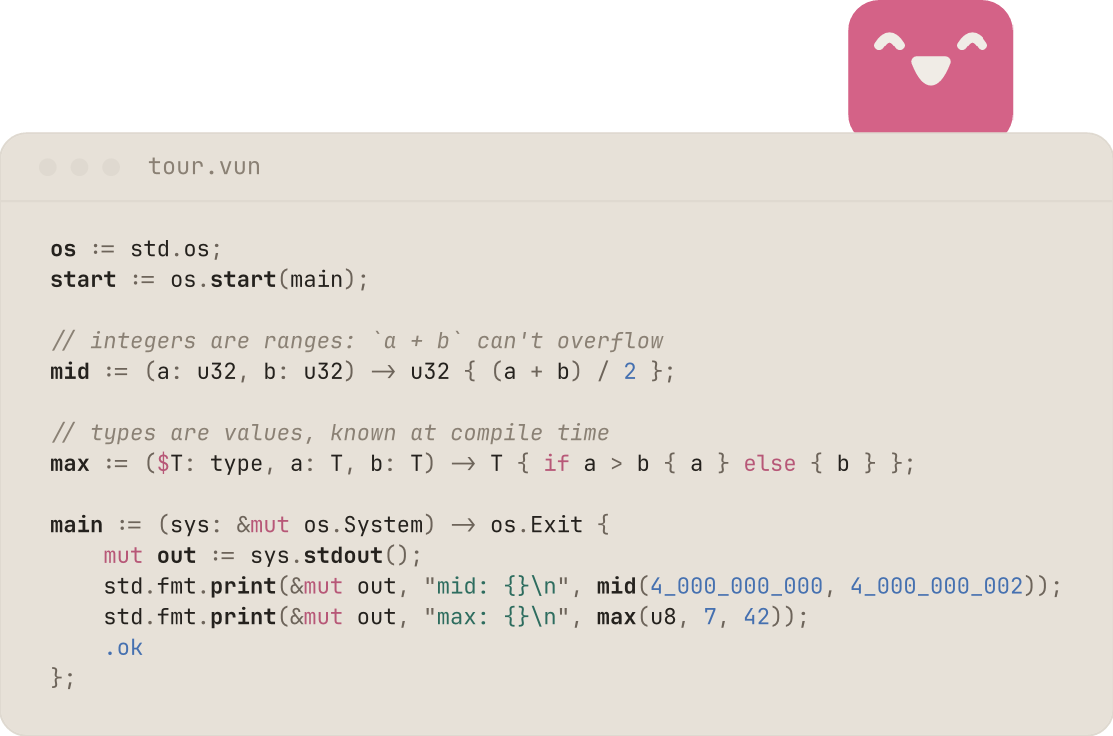 tour.vun
os := std.os;
start := os.start(main);
// integers are ranges: `a + b` can't overflow
mid := (a: u32, b: u32) -> u32 { (a + b) / 2 };
// types are values, known at compile time
max := ($T: type, a: T, b: T) -> T { if a > b { a } else { b } };
main := (sys: &mut os.System) -> os.Exit {
    mut out := sys.stdout();
    std.fmt.print(&mut out, "mid: {}\n", mid(4_000_000_000, 4_000_000_002));
    std.fmt.print(&mut out, "max: {}\n", max(u8, 7, 42));
    .ok
};